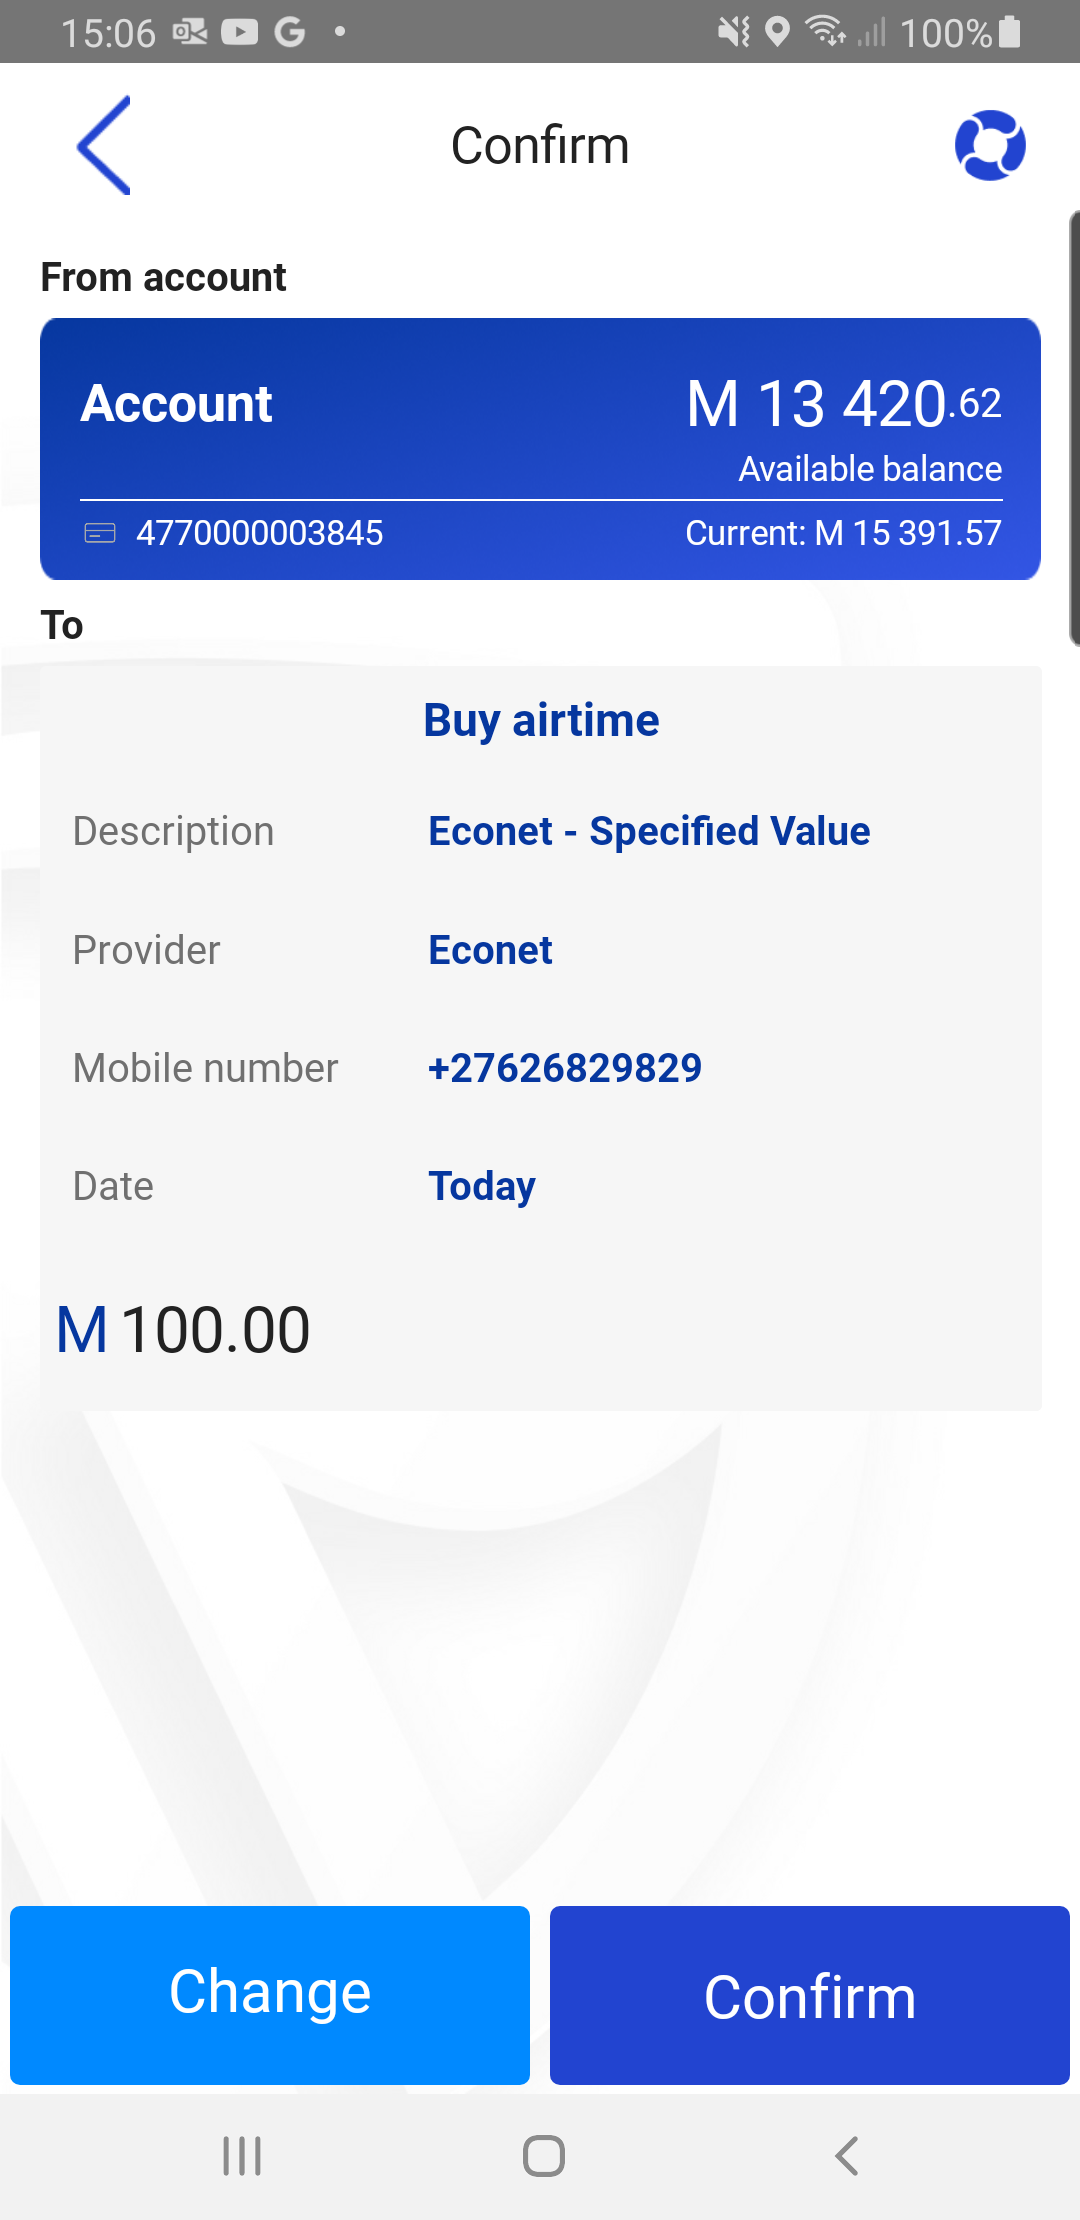 15:06
100%
Confirm
From account
Account
M 13 420.62
Available balance
4770000003845
Current: M 15 391.57
To
Buy airtime
Description Econet - Specified Value
Provider Econet
Mobile number +27626829829
Date Today
M 100.00
Change
Confirm